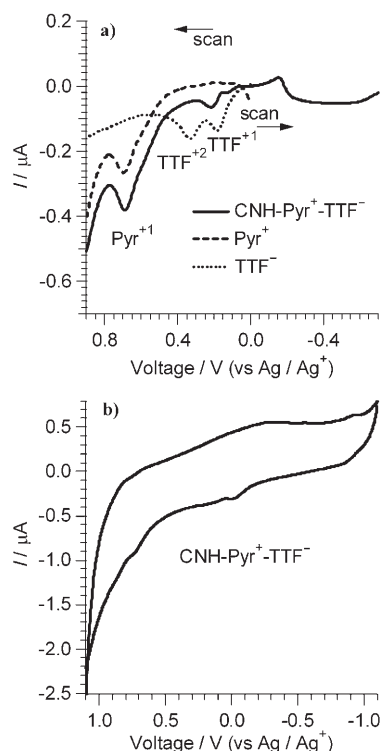 a)
scan
scan
TTF+2
TTF+1
Pyr+1
CNH-Pyr+-TTF−
Pyr+
TTF−
0.2
0.0
-0.2
-0.4
-0.6
I / µA
0.8 0.4 0.0 -0.4
Voltage / V (vs Ag / Ag+)
b)
CNH-Pyr+-TTF−
0.5
0.0
-0.5
-1.0
-1.5
-2.0
-2.5
I / µA
1.0 0.5 0.0 -0.5 -1.0
Voltage / V (vs Ag / Ag+)